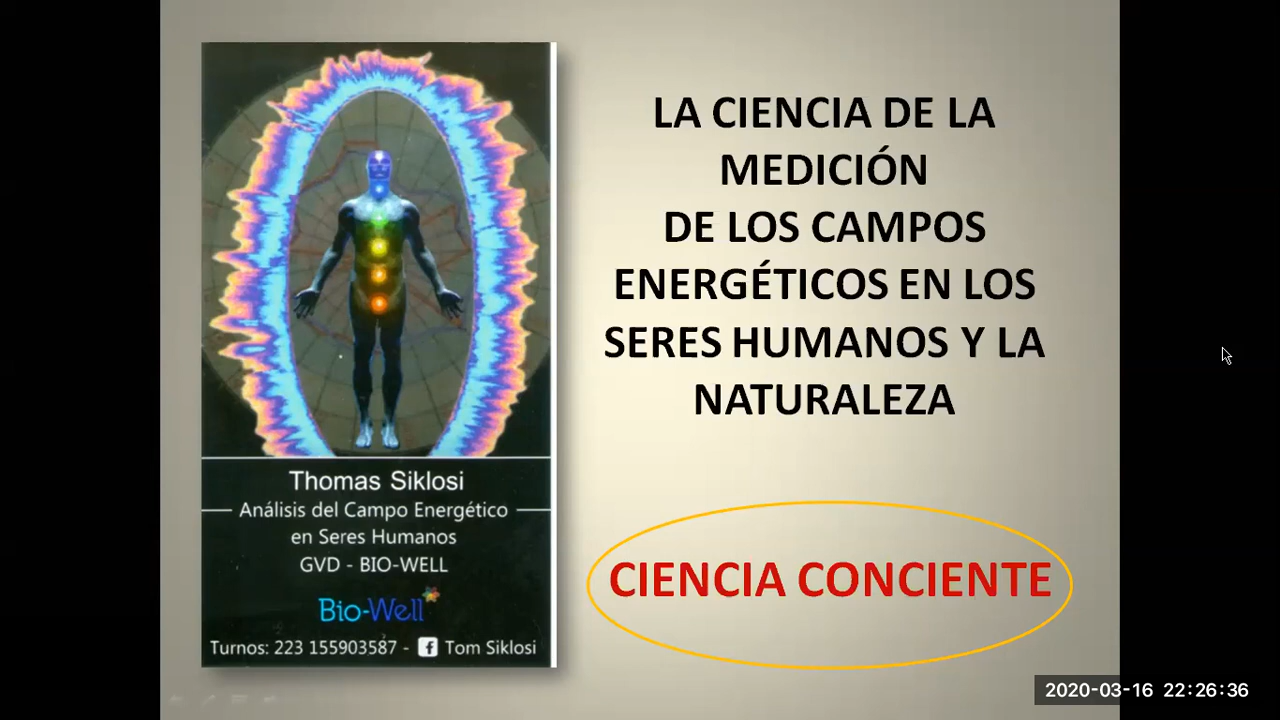 LA CIENCIA DE LA
MEDICIÓN
DE LOS CAMPOS
ENERGÉTICOS EN LOS
SERES HUMANOS Y LA
NATURALEZA
Thomas Siklosi
Análisis del Campo Energético
en Seres Humanos
GVD - BIO-WELL
Bio-Well
Turnos: 223 155903587 - f Tom Siklosi
CIENCIA CONCIENTE
2020-03-16 22:26:36